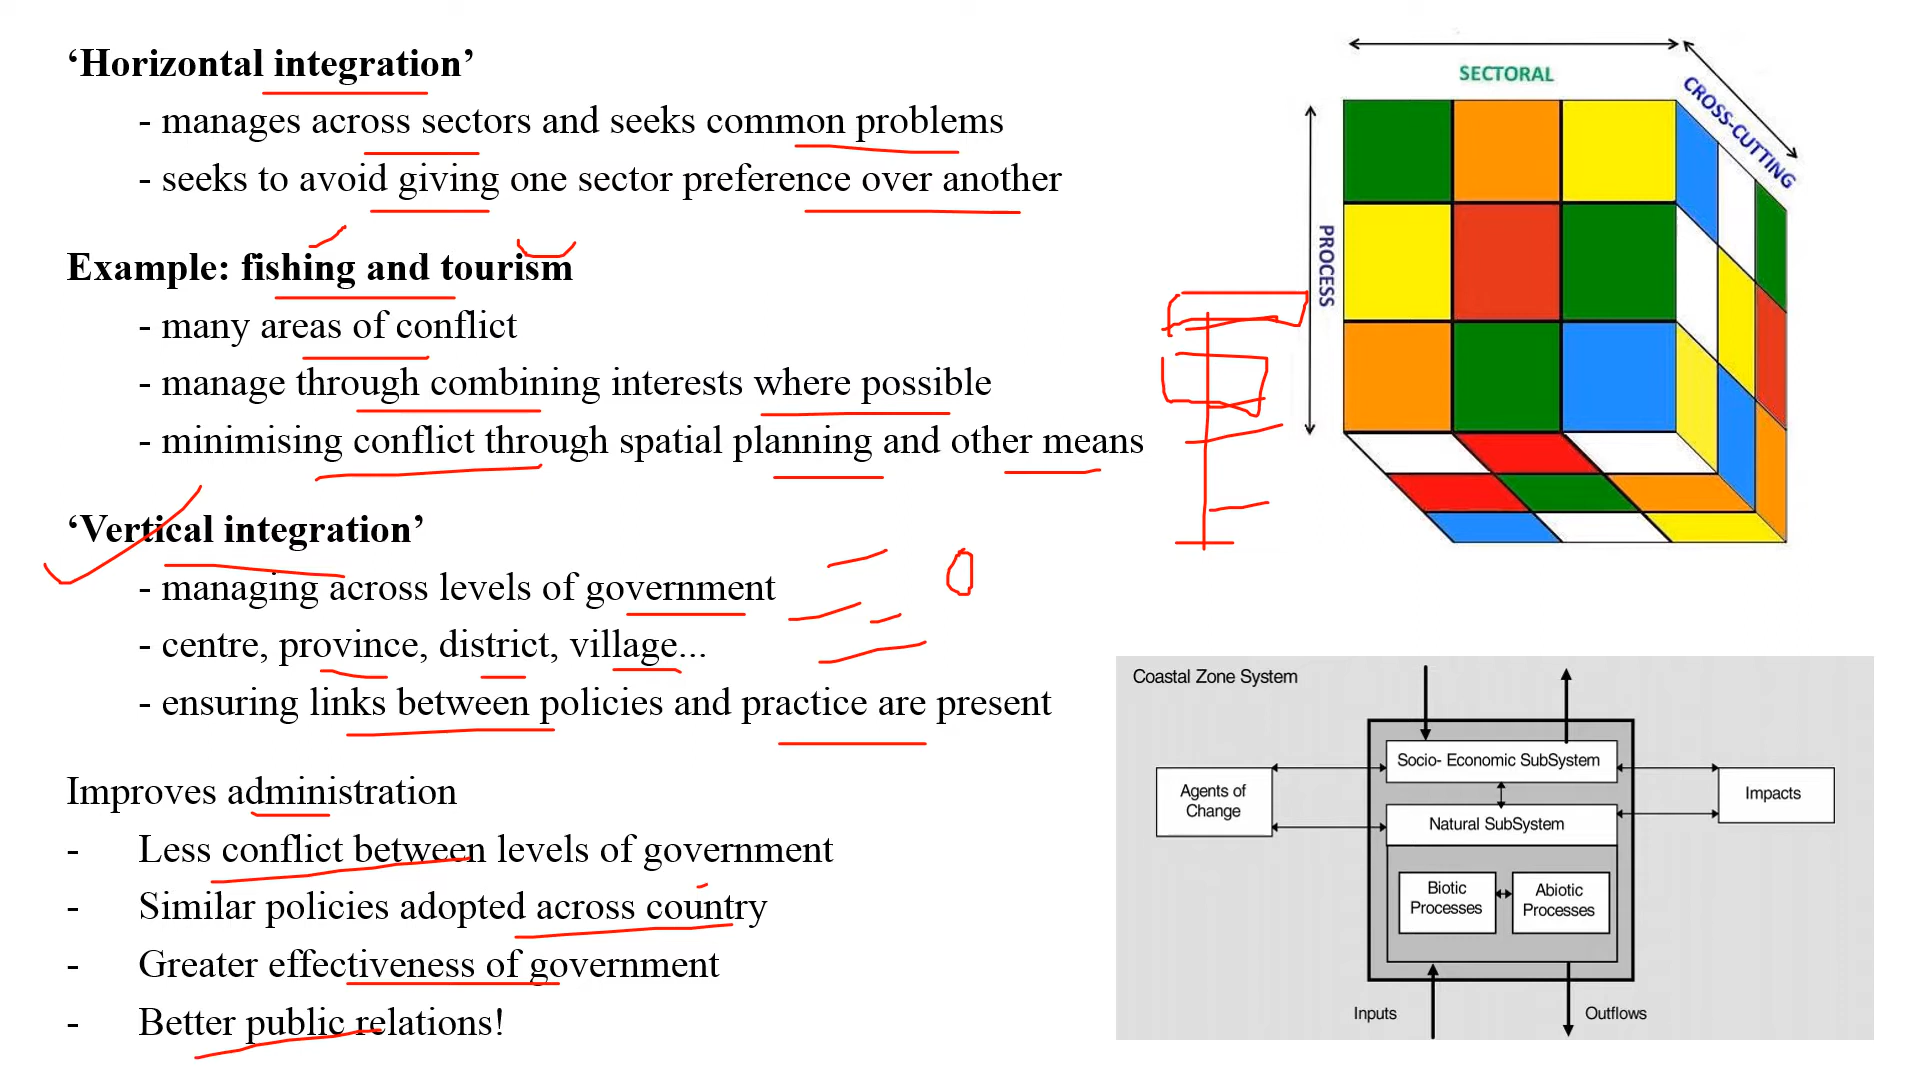 ‘Horizontal integration’
- manages across sectors and seeks common problems
- seeks to avoid giving one sector preference over another
Example: fishing and tourism
- many areas of conflict
- manage through combining interests where possible
- minimising conflict through spatial planning and other means
‘Vertical integration’
- managing across levels of government
- centre, province, district, village...
- ensuring links between policies and practice are present
Improves administration
- Less conflict between levels of government
- Similar policies adopted across country
- Greater effectiveness of government
- Better public relations!
SECTORAL
CROSS-CUTTING
PROCESS
Coastal Zone System
Socio- Economic SubSystem
Agents of
Change
Impacts
Natural SubSystem
Biotic
Processes
Abiotic
Processes
Inputs
Outflows